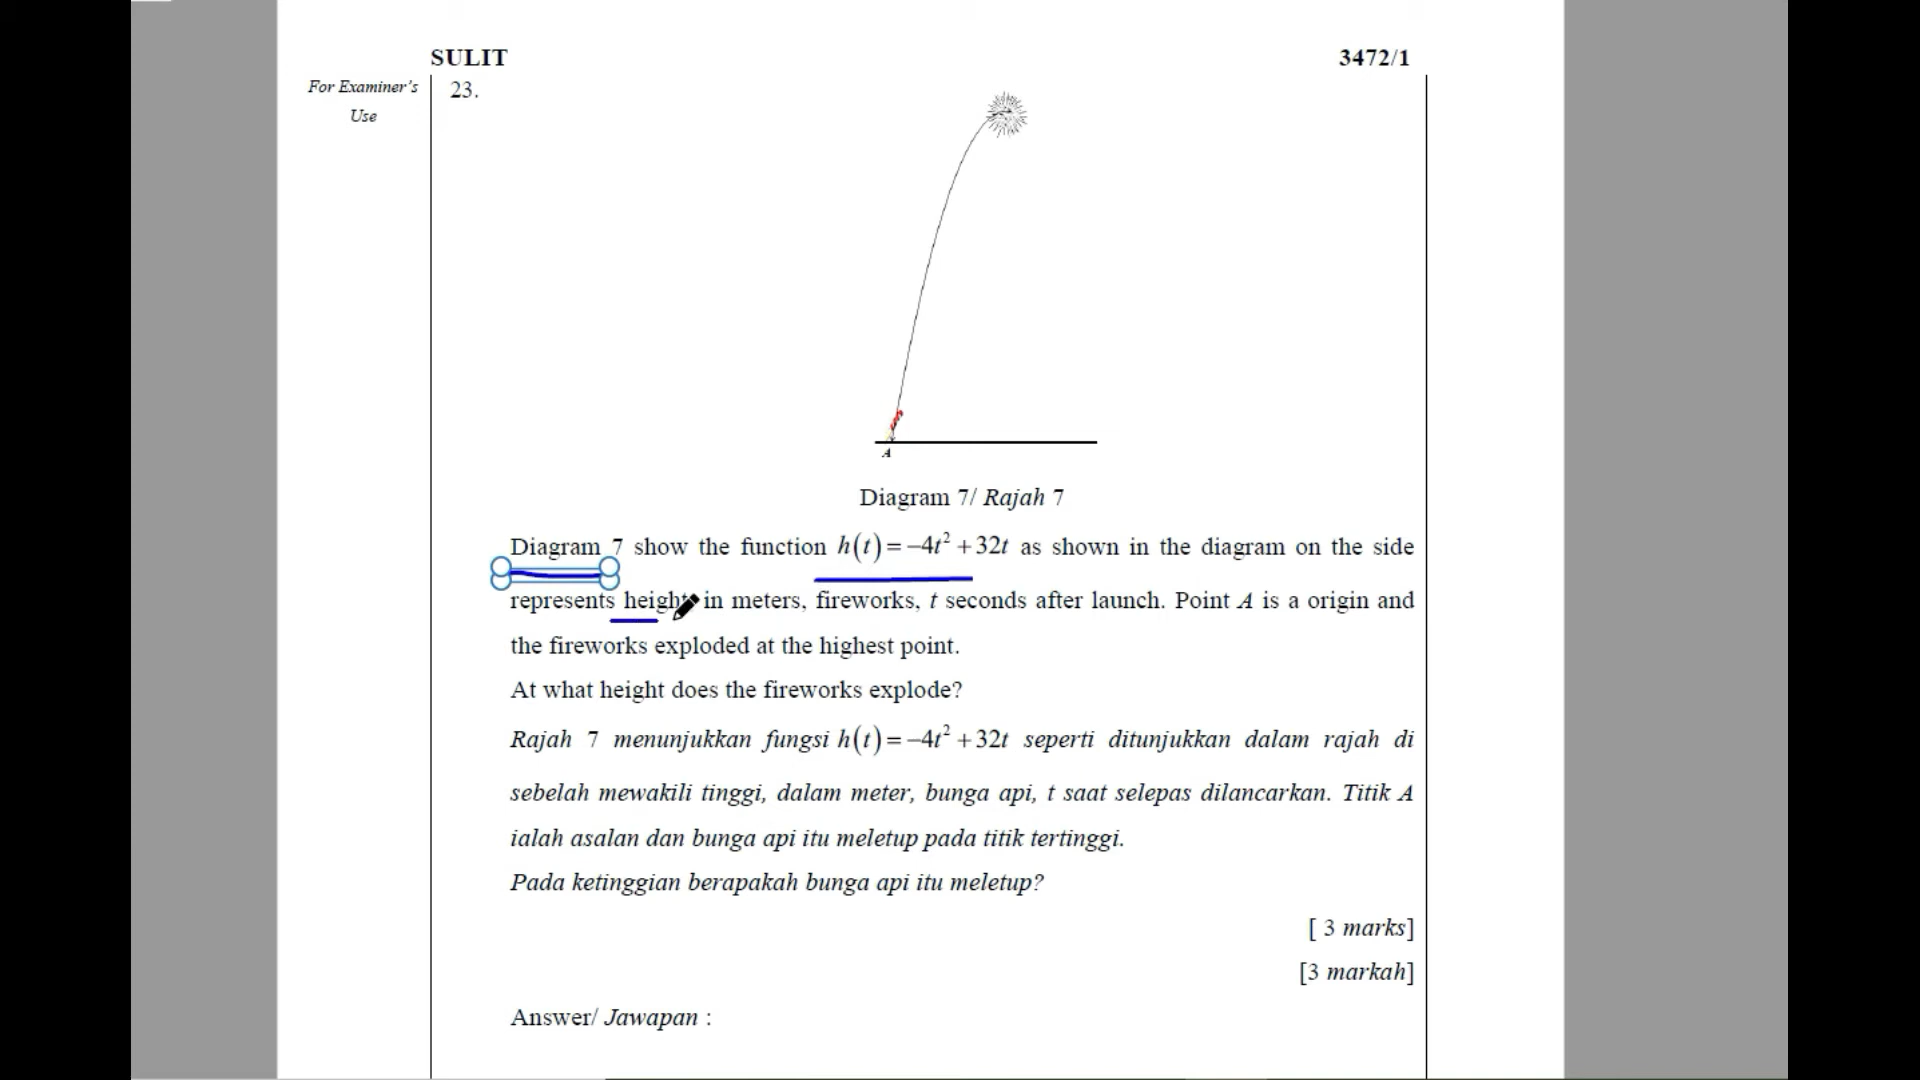 SULIT 3472/1
For Examiner's
Use
23.
A
Diagram 7/ Rajah 7
Diagram 7 show the function h(t) = −4t² + 32t as shown in the diagram on the side
represents height in meters, fireworks, t seconds after launch. Point A is a origin and
the fireworks exploded at the highest point.
At what height does the fireworks explode?
Rajah 7 menunjukkan fungsi h(t) = −4t² + 32t seperti ditunjukkan dalam rajah di
sebelah mewakili tinggi, dalam meter, bunga api, t saat selepas dilancarkan. Titik A
ialah asalan dan bunga api itu meletup pada titik tertinggi.
Pada ketinggian berapakah bunga api itu meletup?
[ 3 marks]
[3 markah]
Answer/ Jawapan :